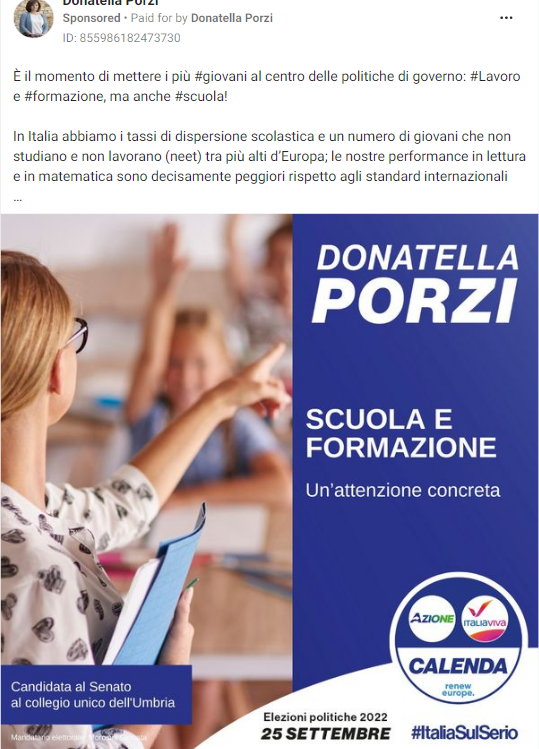 Donatella Porzi
Sponsored • Paid for by Donatella Porzi
ID: 855986182473730
È il momento di mettere i più #giovani al centro delle politiche di governo: #Lavoro
e #formazione, ma anche #scuola!
In Italia abbiamo i tassi di dispersione scolastica e un numero di giovani che non
studiano e non lavorano (neet) tra più alti d'Europa; le nostre performance in lettura
e in matematica sono decisamente peggiori rispetto agli standard internazionali
...
DONATELLA
PORZI
SCUOLA E
FORMAZIONE
Un'attenzione concreta
AZIONE
ITALIAVIVA
CALENDA
renew
europe.
Candidata al Senato
al collegio unico dell'Umbria
Mandatario elettorale
Elezioni politiche 2022
25 SETTEMBRE
#ItaliaSulSerio